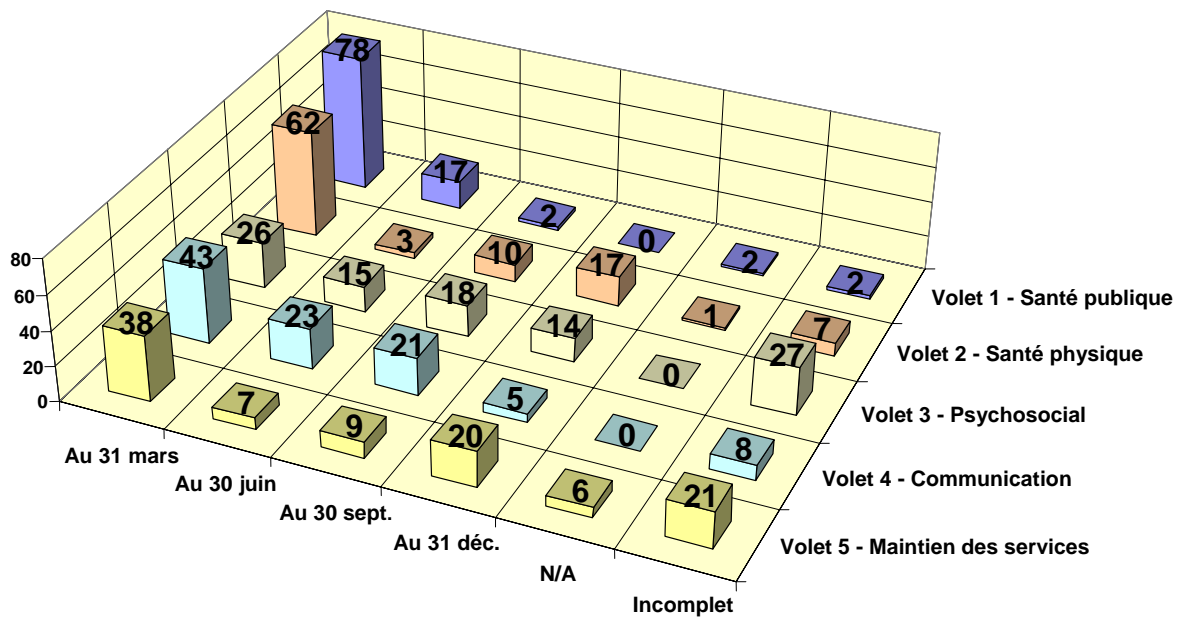 78 17 2 0 2 2
62 3 10 17 1 7
26 15 18 14 0 27
43 23 21 5 0 8
38 7 9 20 6 21
80
60
40
20
0
Au 31 mars
Au 30 juin
Au 30 sept.
Au 31 déc.
N/A
Incomplet
Volet 1 - Santé publique
Volet 2 - Santé physique
Volet 3 - Psychosocial
Volet 4 - Communication
Volet 5 - Maintien des services